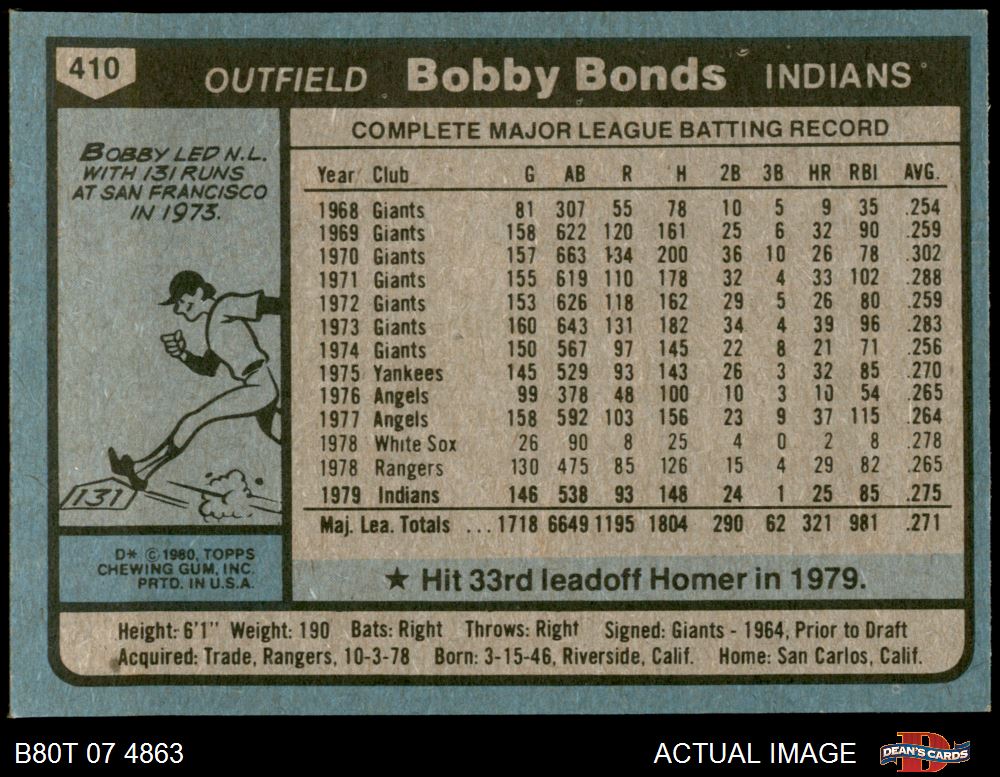 410 OUTFIELD Bobby Bonds INDIANS
BOBBY LED N.L.
WITH 131 RUNS
AT SAN FRANCISCO
IN 1973.
131
D* © 1980, TOPPS
CHEWING GUM, INC.
PRTD. IN U.S.A.
COMPLETE MAJOR LEAGUE BATTING RECORD
Year Club G AB R H 2B 3B HR RBI AVG.
1968 Giants 81 307 55 78 10 5 9 35 .254
1969 Giants 158 622 120 161 25 6 32 90 .259
1970 Giants 157 663 134 200 36 10 26 78 .302
1971 Giants 155 619 110 178 32 4 33 102 .288
1972 Giants 153 626 118 162 29 5 26 80 .259
1973 Giants 160 643 131 182 34 4 39 96 .283
1974 Giants 150 567 97 145 22 8 21 71 .256
1975 Yankees 145 529 93 143 26 3 32 85 .270
1976 Angels 99 378 48 100 10 3 10 54 .265
1977 Angels 158 592 103 156 23 9 37 115 .264
1978 White Sox 26 90 8 25 4 0 2 8 .278
1978 Rangers 130 475 85 126 15 4 29 82 .265
1979 Indians 146 538 93 148 24 1 25 85 .275
Maj. Lea. Totals ... 1718 6649 1195 1804 290 62 321 981 .271
★ Hit 33rd leadoff Homer in 1979.
Height: 6'1" Weight: 190 Bats: Right Throws: Right Signed: Giants - 1964, Prior to Draft
Acquired: Trade, Rangers, 10-3-78 Born: 3-15-46, Riverside, Calif. Home: San Carlos, Calif.
B80T 07 4863 ACTUAL IMAGE DEAN'S CARDS